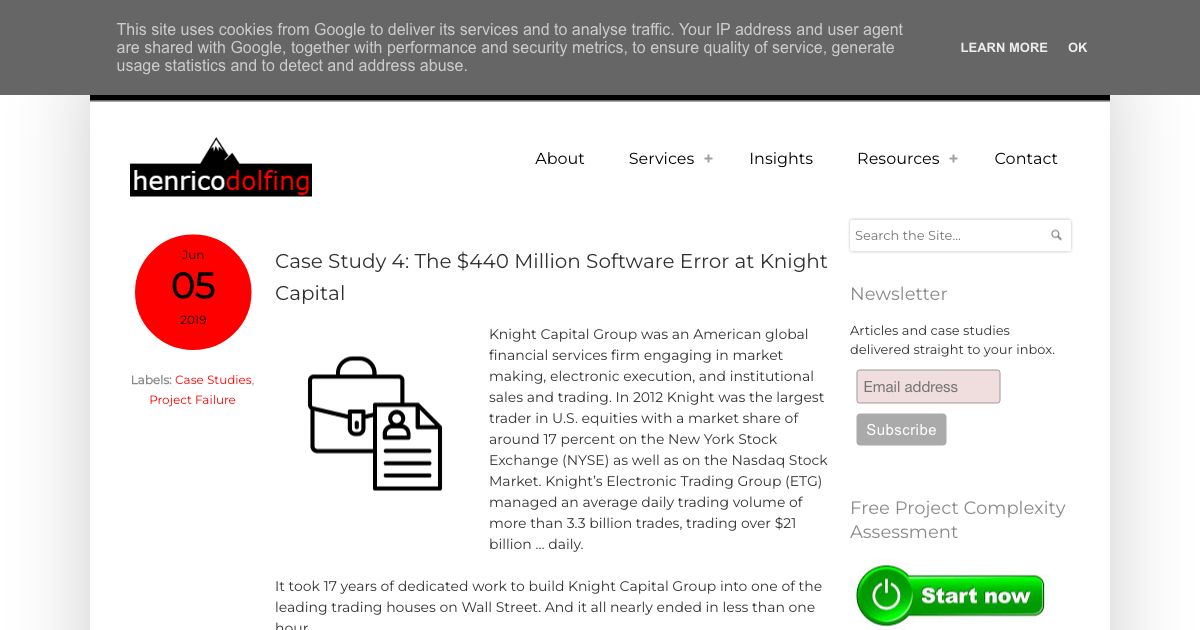 This site uses cookies from Google to deliver its services and to analyse traffic. Your IP address and user agent
are shared with Google, together with performance and security metrics, to ensure quality of service, generate
usage statistics and to detect and address abuse.
LEARN MORE OK
henricodolfing
About Services + Insights Resources + Contact
Jun
05
2019
Labels: Case Studies,
Project Failure
Case Study 4: The $440 Million Software Error at Knight
Capital
Knight Capital Group was an American global
financial services firm engaging in market
making, electronic execution, and institutional
sales and trading. In 2012 Knight was the largest
trader in U.S. equities with a market share of
around 17 percent on the New York Stock
Exchange (NYSE) as well as on the Nasdaq Stock
Market. Knight’s Electronic Trading Group (ETG)
managed an average daily trading volume of
more than 3.3 billion trades, trading over $21
billion … daily.
It took 17 years of dedicated work to build Knight Capital Group into one of the
leading trading houses on Wall Street. And it all nearly ended in less than one
hour.
Search the Site...
Newsletter
Articles and case studies
delivered straight to your inbox.
Email address
Subscribe
Free Project Complexity
Assessment
Start now